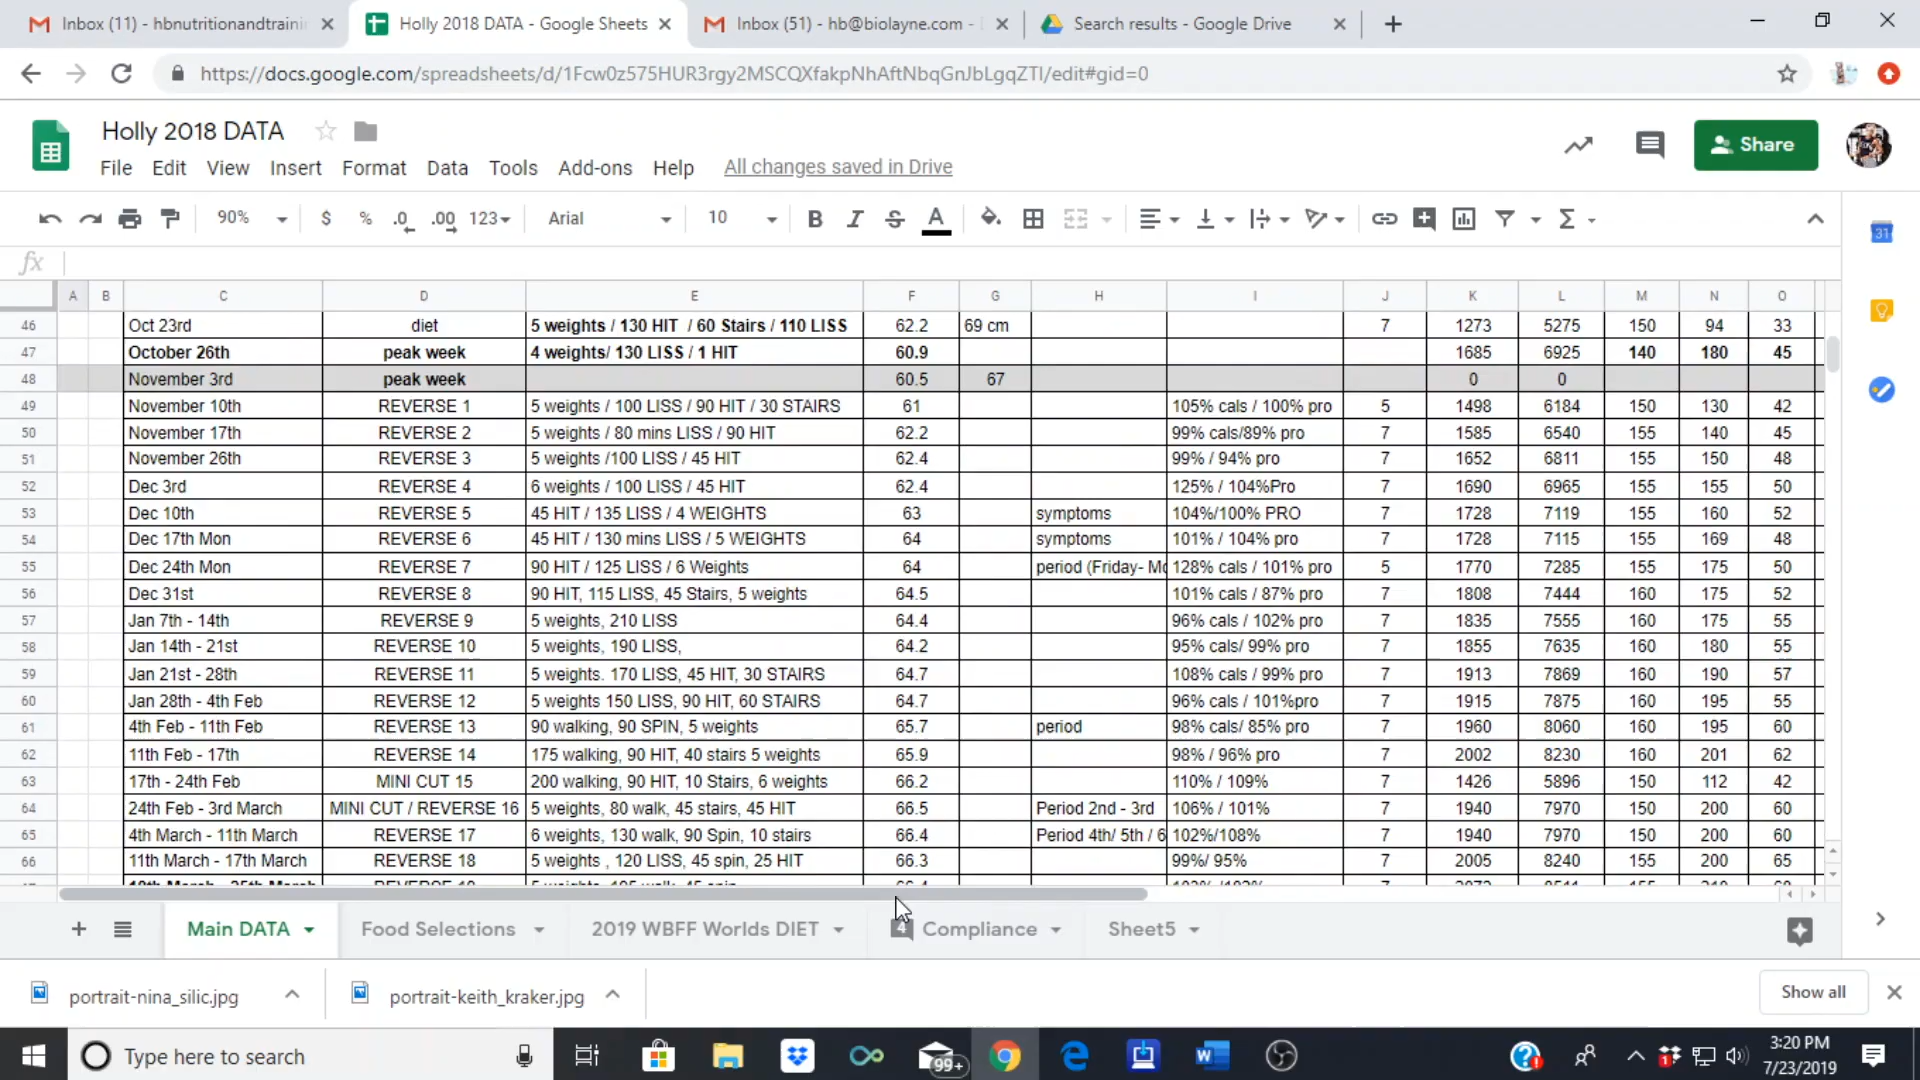 Inbox (11) - hbnutritionandtraini
Holly 2018 DATA - Google Sheets
Inbox (51) - hb@biolayne.com -
Search results - Google Drive
https://docs.google.com/spreadsheets/d/1Fcw0z575HUR3rgy2MSCQXfakpNhAftNbqGnJbLgqZTI/edit#gid=0
Holly 2018 DATA
Share
File Edit View Insert Format Data Tools Add-ons Help All changes saved in Drive
90% $ % .0 .00 123 Arial 10 B I S A Σ
31
fx
A B C D E F G H I J K L M N O
46 Oct 23rd diet 5 weights / 130 HIT / 60 Stairs / 110 LISS 62.2 69 cm 7 1273 5275 150 94 33
47 October 26th peak week 4 weights/ 130 LISS / 1 HIT 60.9 1685 6925 140 180 45
48 November 3rd peak week 60.5 67 0 0
49 November 10th REVERSE 1 5 weights / 100 LISS / 90 HIT / 30 STAIRS 61 105% cals / 100% pro 5 1498 6184 150 130 42
50 November 17th REVERSE 2 5 weights / 80 mins LISS / 90 HIT 62.2 99% cals/89% pro 7 1585 6540 155 140 45
51 November 26th REVERSE 3 5 weights /100 LISS / 45 HIT 62.4 99% / 94% pro 7 1652 6811 155 150 48
52 Dec 3rd REVERSE 4 6 weights / 100 LISS / 45 HIT 62.4 125% / 104%Pro 7 1690 6965 155 155 50
53 Dec 10th REVERSE 5 45 HIT / 135 LISS / 4 WEIGHTS 63 symptoms 104%/100% PRO 7 1728 7119 155 160 52
54 Dec 17th Mon REVERSE 6 45 HIT / 130 mins LISS / 5 WEIGHTS 64 symptoms 101% / 104% pro 7 1728 7115 155 169 48
55 Dec 24th Mon REVERSE 7 90 HIT / 125 LISS / 6 Weights 64 period (Friday- Mo 128% cals / 101% pro 5 1770 7285 155 175 50
56 Dec 31st REVERSE 8 90 HIT, 115 LISS, 45 Stairs, 5 weights 64.5 101% cals / 87% pro 7 1808 7444 160 175 52
57 Jan 7th - 14th REVERSE 9 5 weights, 210 LISS 64.4 96% cals / 102% pro 7 1835 7555 160 175 55
58 Jan 14th - 21st REVERSE 10 5 weights, 190 LISS, 64.2 95% cals/ 99% pro 7 1855 7635 160 180 55
59 Jan 21st - 28th REVERSE 11 5 weights. 170 LISS, 45 HIT, 30 STAIRS 64.7 108% cals / 99% pro 7 1913 7869 160 190 57
60 Jan 28th - 4th Feb REVERSE 12 5 weights 150 LISS, 90 HIT, 60 STAIRS 64.7 96% cals / 101%pro 7 1915 7875 160 195 55
61 4th Feb - 11th Feb REVERSE 13 90 walking, 90 SPIN, 5 weights 65.7 period 98% cals/ 85% pro 7 1960 8060 160 195 60
62 11th Feb - 17th REVERSE 14 175 walking, 90 HIT, 40 stairs 5 weights 65.9 98% / 96% pro 7 2002 8230 160 201 62
63 17th - 24th Feb MINI CUT 15 200 walking, 90 HIT, 10 Stairs, 6 weights 66.2 110% / 109% 7 1426 5896 150 112 42
64 24th Feb - 3rd March MINI CUT / REVERSE 16 5 weights, 80 walk, 45 stairs, 45 HIT 66.5 Period 2nd - 3rd 106% / 101% 7 1940 7970 150 200 60
65 4th March - 11th March REVERSE 17 6 weights, 130 walk, 90 Spin, 10 stairs 66.4 Period 4th/ 5th / 6 102%/108% 7 1940 7970 150 200 60
66 11th March - 17th March REVERSE 18 5 weights , 120 LISS, 45 spin, 25 HIT 66.3 99%/ 95% 7 2005 8240 155 200 65
Main DATA Food Selections 2019 WBFF Worlds DIET 4 Compliance Sheet5
portrait-nina_silic.jpg portrait-keith_kraker.jpg Show all
Type here to search 99+ 3:20 PM
7/23/2019